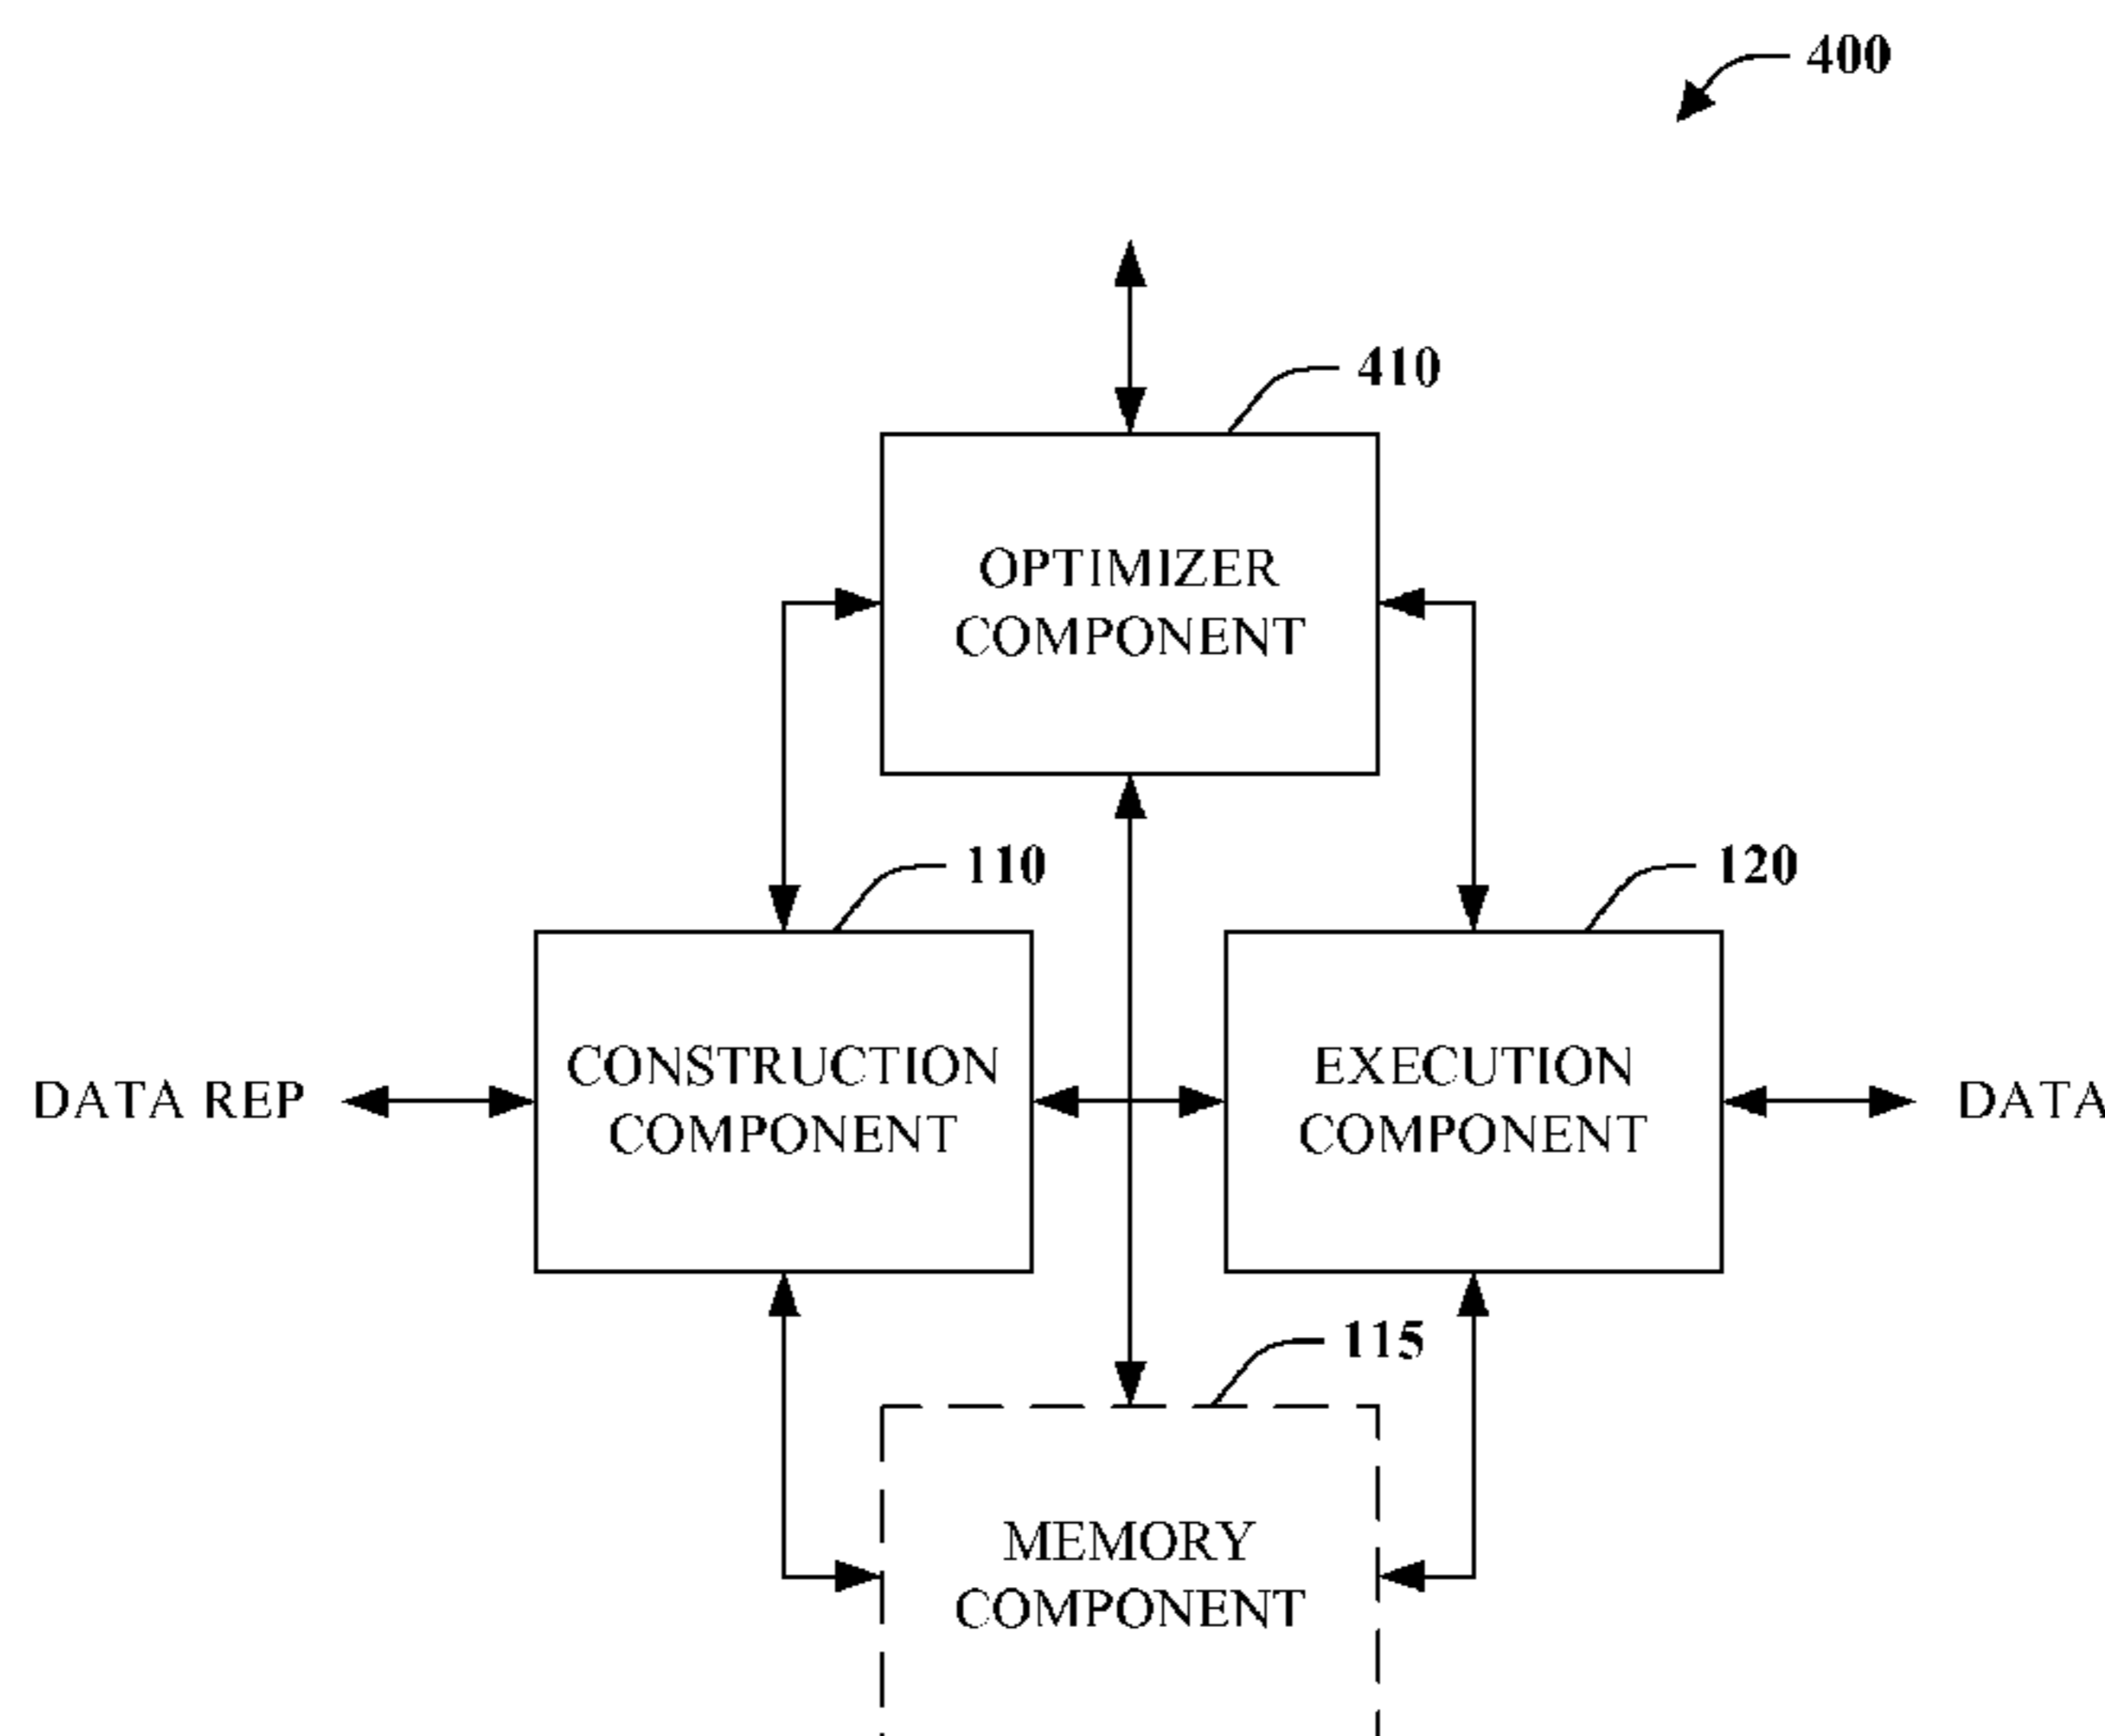 400
410
OPTIMIZER
COMPONENT
110
120
DATA REP
CONSTRUCTION
COMPONENT
EXECUTION
COMPONENT
DATA
115
MEMORY
COMPONENT